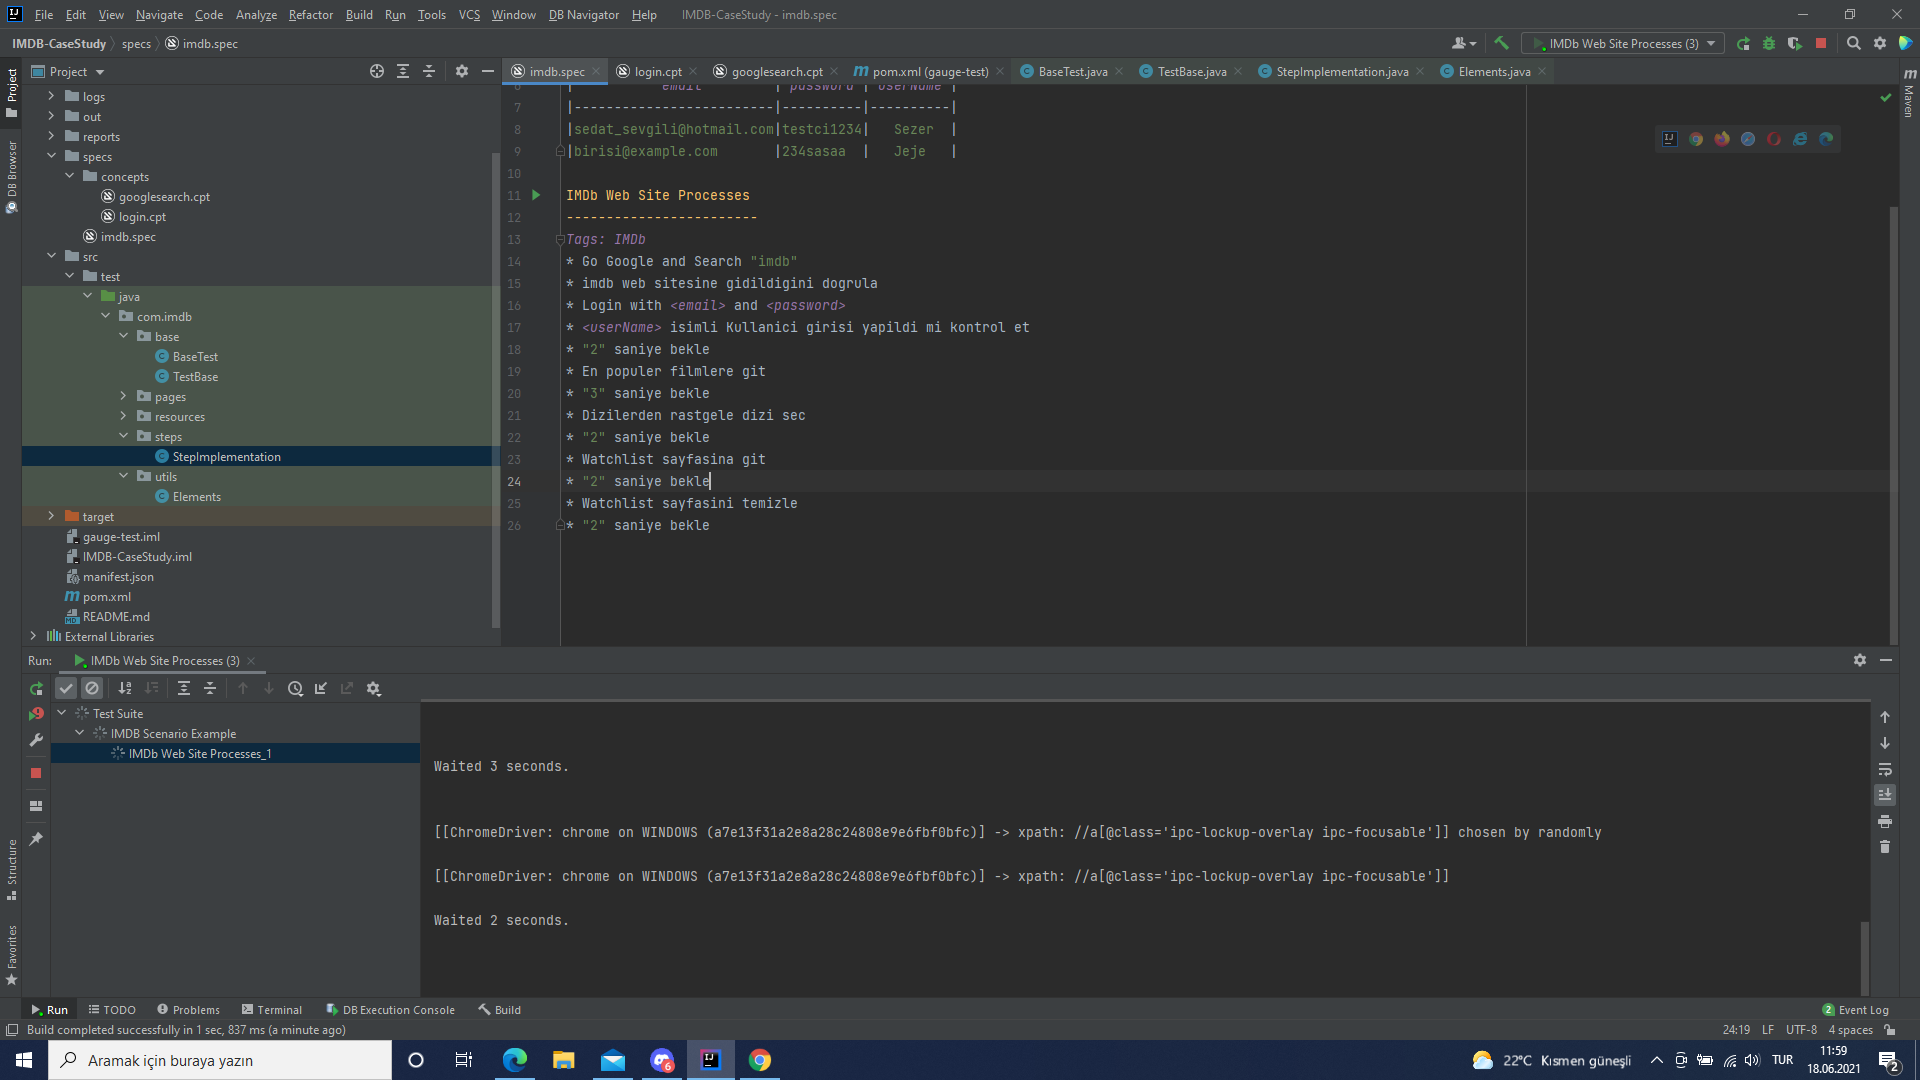 File Edit View Navigate Code Analyze Refactor Build Run Tools VCS Window DB Navigator Help IMDB-CaseStudy - imdb.spec
IMDB-CaseStudy specs imdb.spec
IMDb Web Site Processes (3)
Project
imdb.spec login.cpt googlesearch.cpt pom.xml (gauge-test) BaseTest.java TestBase.java StepImplementation.java Elements.java
Project
DB Browser
Structure
Favorites
Maven
logs
out
reports
specs
concepts
googlesearch.cpt
login.cpt
imdb.spec
src
test
java
com.imdb
base
BaseTest
TestBase
pages
resources
steps
StepImplementation
utils
Elements
target
gauge-test.iml
IMDB-CaseStudy.iml
manifest.json
pom.xml
README.md
External Libraries
6 | email | password | userName |
7 |-------------------------|----------|----------|
8 |sedat_sevgili@hotmail.com|testci1234| Sezer |
9 |birisi@example.com |234sasaa | Jeje |
10
11 IMDb Web Site Processes
12 ------------------------
13 Tags: IMDb
14 * Go Google and Search "imdb"
15 * imdb web sitesine gidildigini dogrula
16 * Login with <email> and <password>
17 * <userName> isimli Kullanici girisi yapildi mi kontrol et
18 * "2" saniye bekle
19 * En populer filmlere git
20 * "3" saniye bekle
21 * Dizilerden rastgele dizi sec
22 * "2" saniye bekle
23 * Watchlist sayfasina git
24 * "2" saniye bekle
25 * Watchlist sayfasini temizle
26 * "2" saniye bekle
Run: IMDb Web Site Processes (3)
Test Suite
IMDB Scenario Example
IMDb Web Site Processes_1
Waited 3 seconds.
[[ChromeDriver: chrome on WINDOWS (a7e13f31a2e8a28c24808e9e6fbf0bfc)] -> xpath: //a[@class='ipc-lockup-overlay ipc-focusable']] chosen by randomly
[[ChromeDriver: chrome on WINDOWS (a7e13f31a2e8a28c24808e9e6fbf0bfc)] -> xpath: //a[@class='ipc-lockup-overlay ipc-focusable']]
Waited 2 seconds.
Run TODO Problems Terminal DB Execution Console Build 2 Event Log
Build completed successfully in 1 sec, 837 ms (a minute ago) 24:19 LF UTF-8 4 spaces
Aramak için buraya yazın
6
22°C Kısmen güneşli TUR 11:59
18.06.2021
2